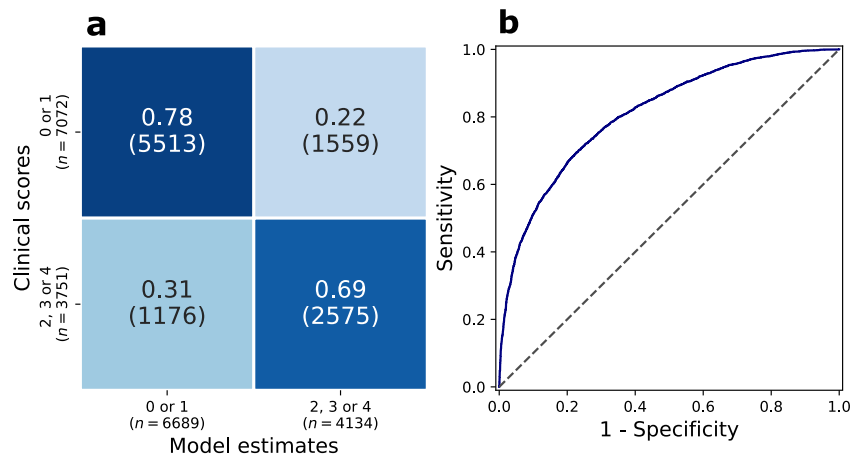 a
Clinical scores
0 or 1
(n = 7072)
2, 3 or 4
(n = 3751)
0.78
(5513)
0.22
(1559)
0.31
(1176)
0.69
(2575)
0 or 1
(n = 6689)
2, 3 or 4
(n = 4134)
Model estimates
b
Sensitivity
1.0
0.8
0.6
0.4
0.2
0.0
0.0 0.2 0.4 0.6 0.8 1.0
1 - Specificity